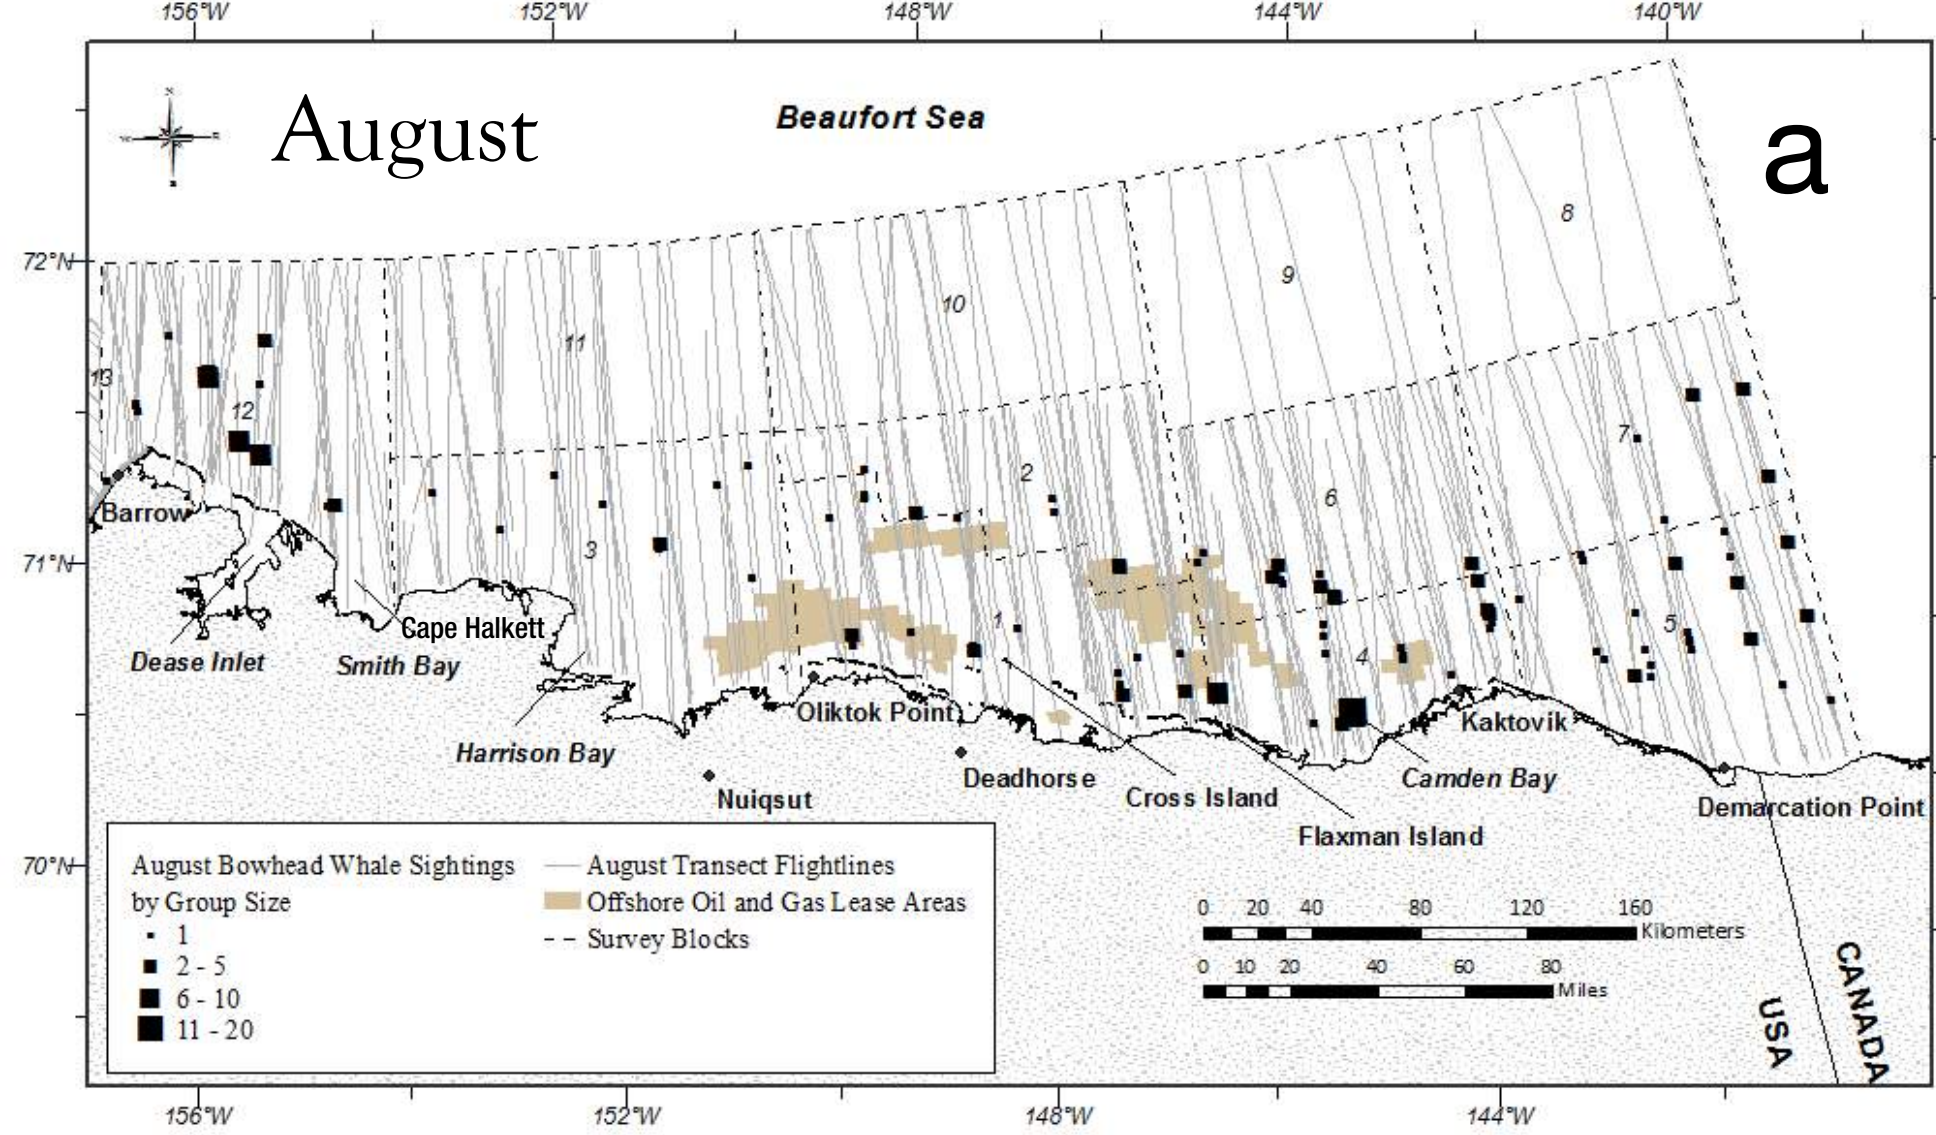 156°W 152°W 148°W 144°W 140°W
August
Beaufort Sea
a
8
72°N
9
10
11
13
12
7
2
6
Barrow
71°N
3
1
5
4
Cape Halkett
Dease Inlet
Smith Bay
Oliktok Point
Kaktovik
Harrison Bay
Deadhorse
Camden Bay
Nuiqsut
Cross Island
Demarcation Point
Flaxman Island
70°N
August Bowhead Whale Sightings
by Group Size
1
2 - 5
6 - 10
11 - 20
August Transect Flightlines
Offshore Oil and Gas Lease Areas
Survey Blocks
0 20 40 80 120 160
Kilometers
0 10 20 40 60 80
Miles
USA
CANADA
156°W 152°W 148°W 144°W